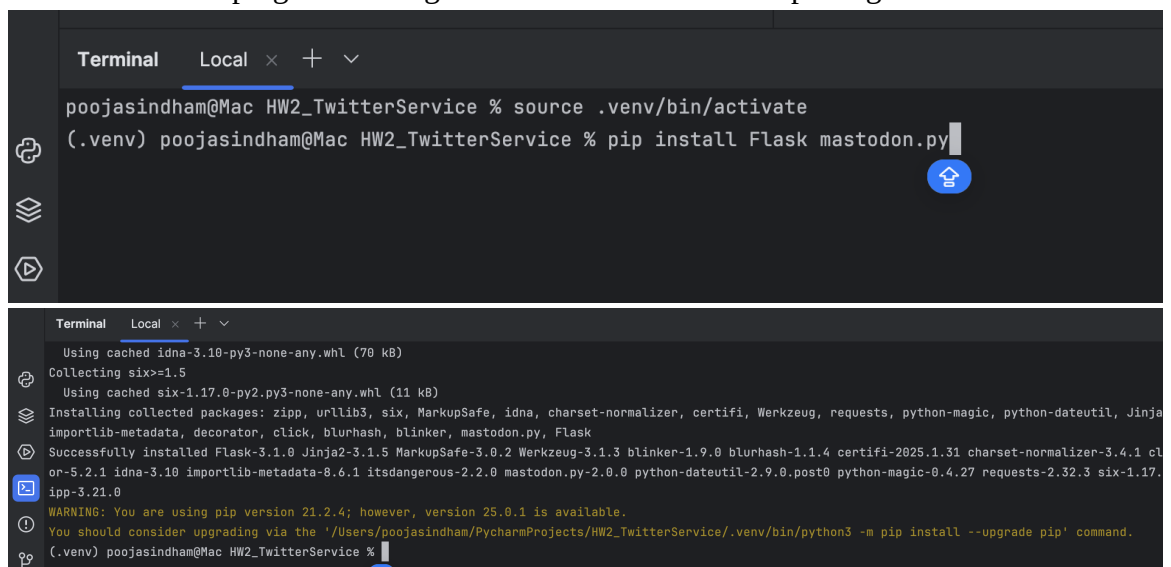 Terminal Local × + ⌄
poojasindham@Mac HW2_TwitterService % source .venv/bin/activate
(.venv) poojasindham@Mac HW2_TwitterService % pip install Flask mastodon.py
Terminal Local × + ⌄
Using cached idna-3.10-py3-none-any.whl (70 kB)
Collecting six>=1.5
Using cached six-1.17.0-py2.py3-none-any.whl (11 kB)
Installing collected packages: zipp, urllib3, six, MarkupSafe, idna, charset-normalizer, certifi, Werkzeug, requests, python-magic, python-dateutil, Jinja
importlib-metadata, decorator, click, blurhash, blinker, mastodon.py, Flask
Successfully installed Flask-3.1.0 Jinja2-3.1.5 MarkupSafe-3.0.2 Werkzeug-3.1.3 blinker-1.9.0 blurhash-1.1.4 certifi-2025.1.31 charset-normalizer-3.4.1 cl
or-5.2.1 idna-3.10 importlib-metadata-8.6.1 itsdangerous-2.2.0 mastodon.py-2.0.0 python-dateutil-2.9.0.post0 python-magic-0.4.27 requests-2.32.3 six-1.17.
ipp-3.21.0
WARNING: You are using pip version 21.2.4; however, version 25.0.1 is available.
You should consider upgrading via the '/Users/poojasindham/PycharmProjects/HW2_TwitterService/.venv/bin/python3 -m pip install --upgrade pip' command.
(.venv) poojasindham@Mac HW2_TwitterService %